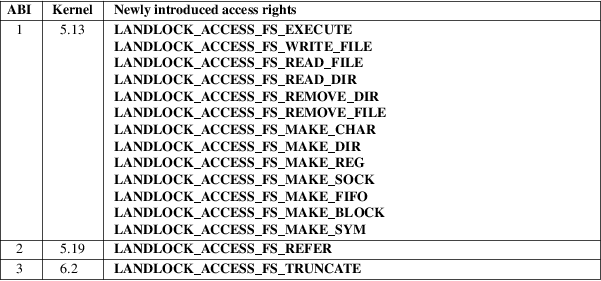 ABI Kernel Newly introduced access rights
1 5.13 LANDLOCK_ACCESS_FS_EXECUTE
LANDLOCK_ACCESS_FS_WRITE_FILE
LANDLOCK_ACCESS_FS_READ_FILE
LANDLOCK_ACCESS_FS_READ_DIR
LANDLOCK_ACCESS_FS_REMOVE_DIR
LANDLOCK_ACCESS_FS_REMOVE_FILE
LANDLOCK_ACCESS_FS_MAKE_CHAR
LANDLOCK_ACCESS_FS_MAKE_DIR
LANDLOCK_ACCESS_FS_MAKE_REG
LANDLOCK_ACCESS_FS_MAKE_SOCK
LANDLOCK_ACCESS_FS_MAKE_FIFO
LANDLOCK_ACCESS_FS_MAKE_BLOCK
LANDLOCK_ACCESS_FS_MAKE_SYM
2 5.19 LANDLOCK_ACCESS_FS_REFER
3 6.2 LANDLOCK_ACCESS_FS_TRUNCATE